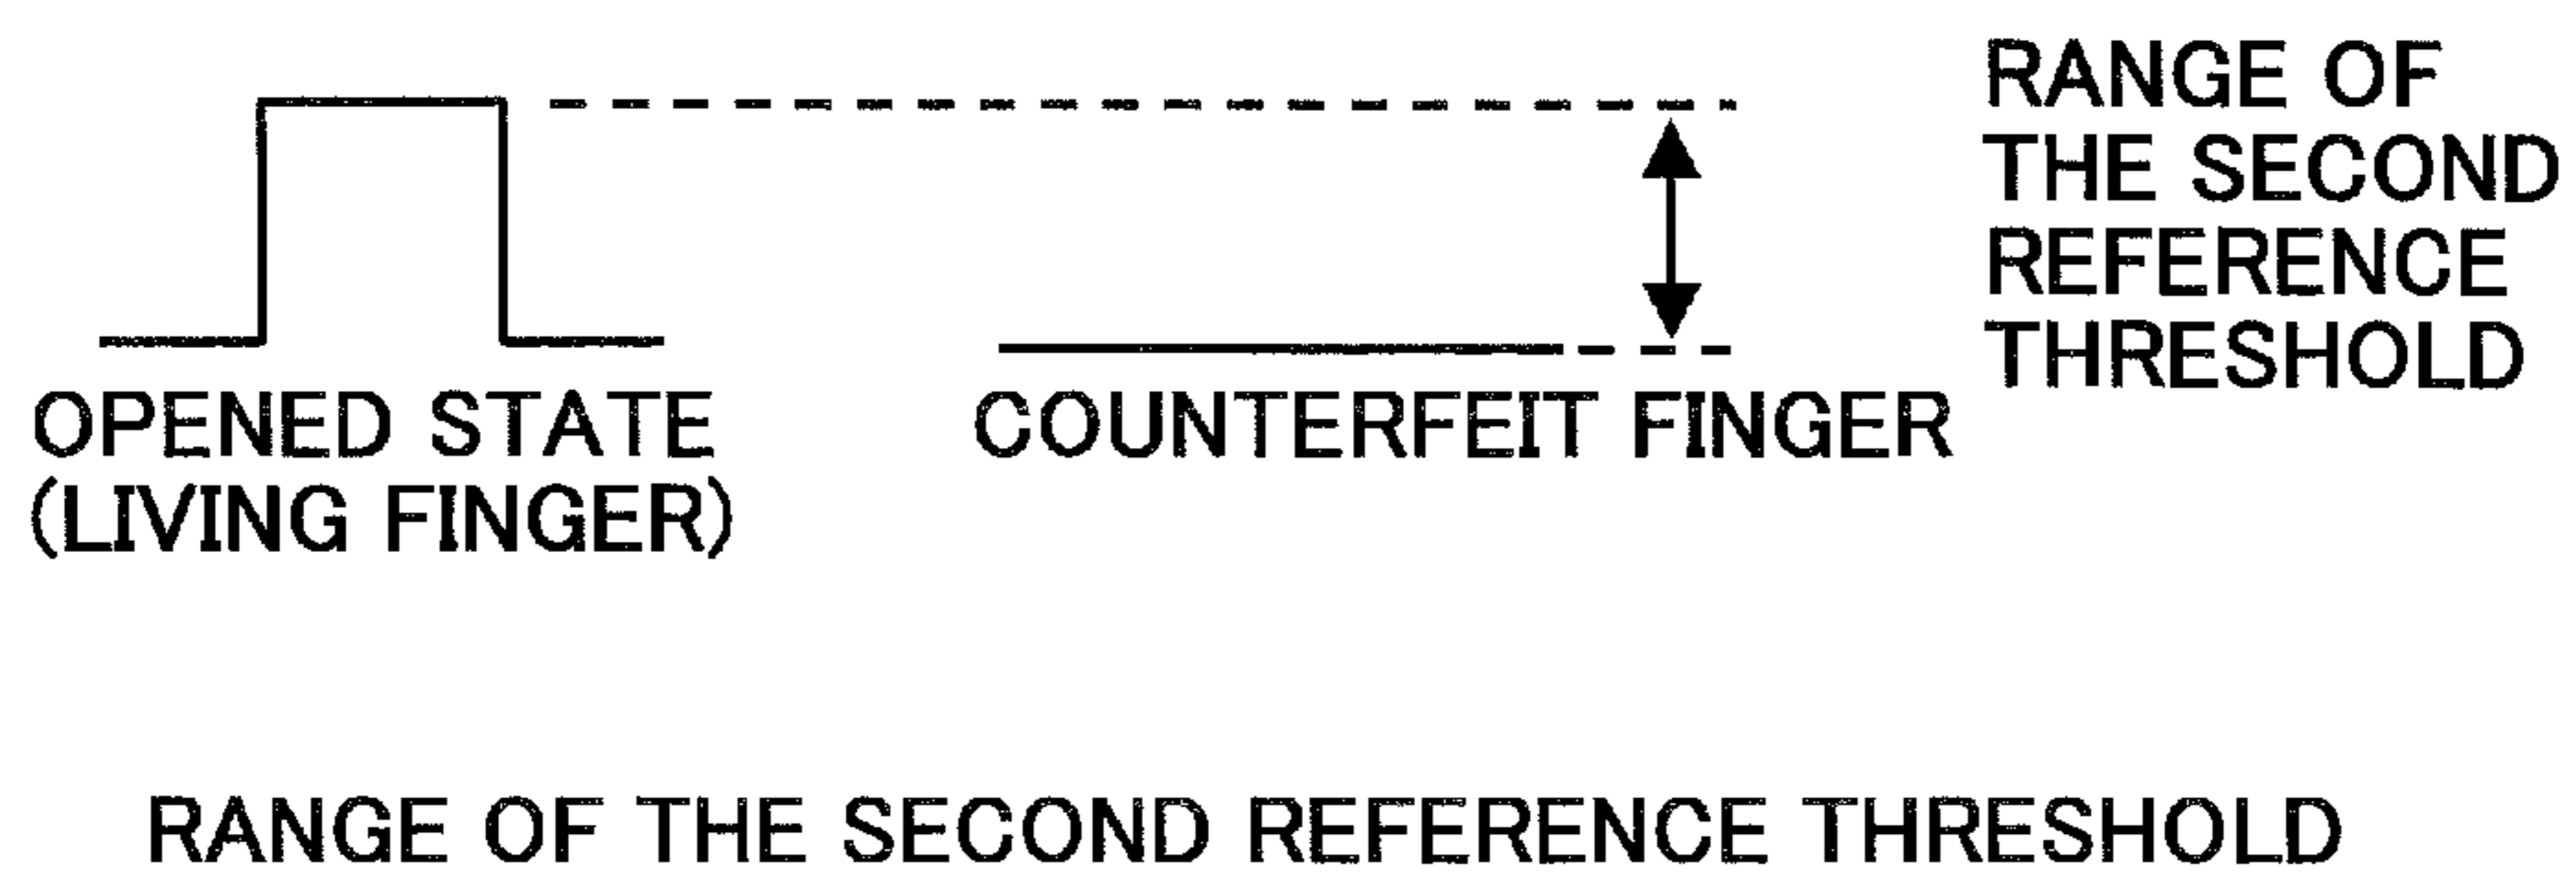 RANGE OF
THE SECOND
REFERENCE
THRESHOLD
OPENED STATE
(LIVING FINGER)
COUNTERFEIT FINGER
RANGE OF THE SECOND REFERENCE THRESHOLD